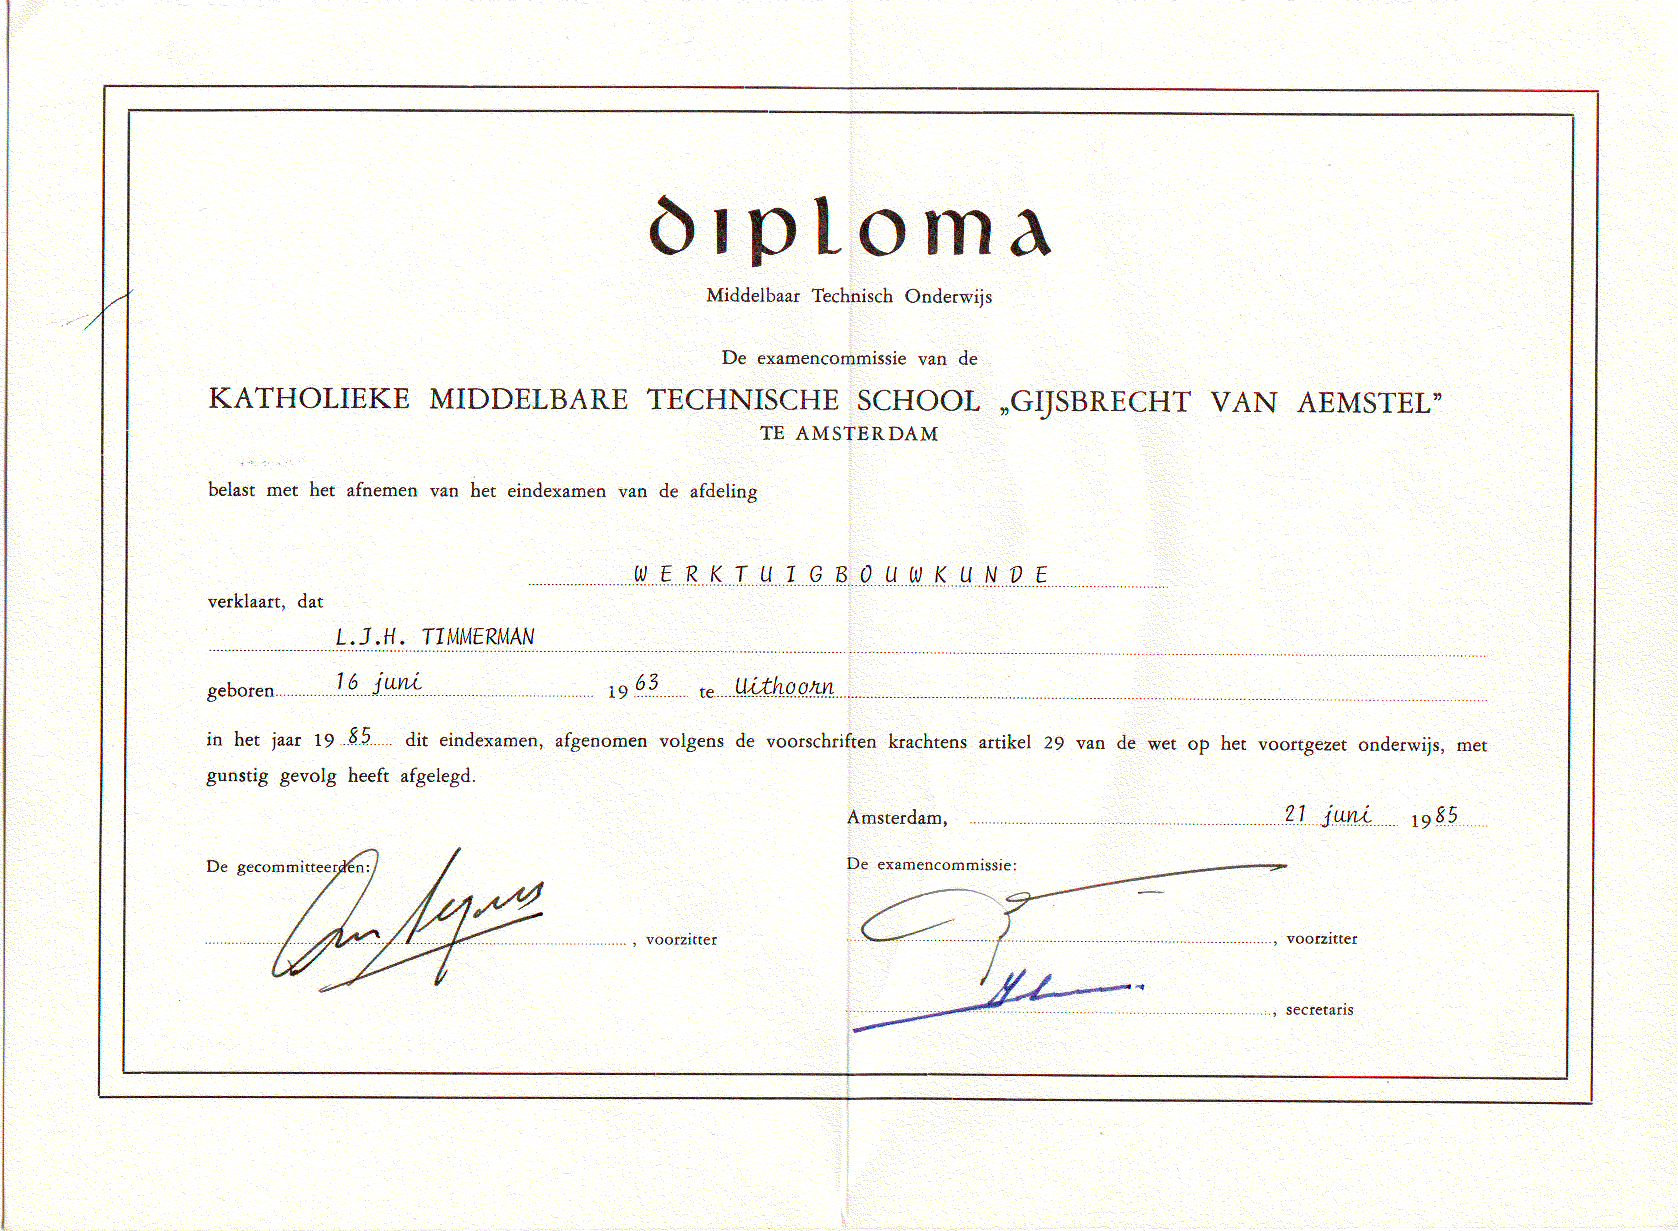 diploma
Middelbaar Technisch Onderwijs
De examencommissie van de
KATHOLIEKE MIDDELBARE TECHNISCHE SCHOOL „GIJSBRECHT VAN AEMSTEL”
TE AMSTERDAM
belast met het afnemen van het eindexamen van de afdeling
WERKTUIGBOUWKUNDE
verklaart, dat
L.J.H. TIMMERMAN
geboren 16 juni 1963 te Uithoorn
in het jaar 1985 dit eindexamen, afgenomen volgens de voorschriften krachtens artikel 29 van de wet op het voortgezet onderwijs, met
gunstig gevolg heeft afgelegd.
Amsterdam, 21 juni 1985
De gecommitteerden: De examencommissie:
, voorzitter , voorzitter
, secretaris